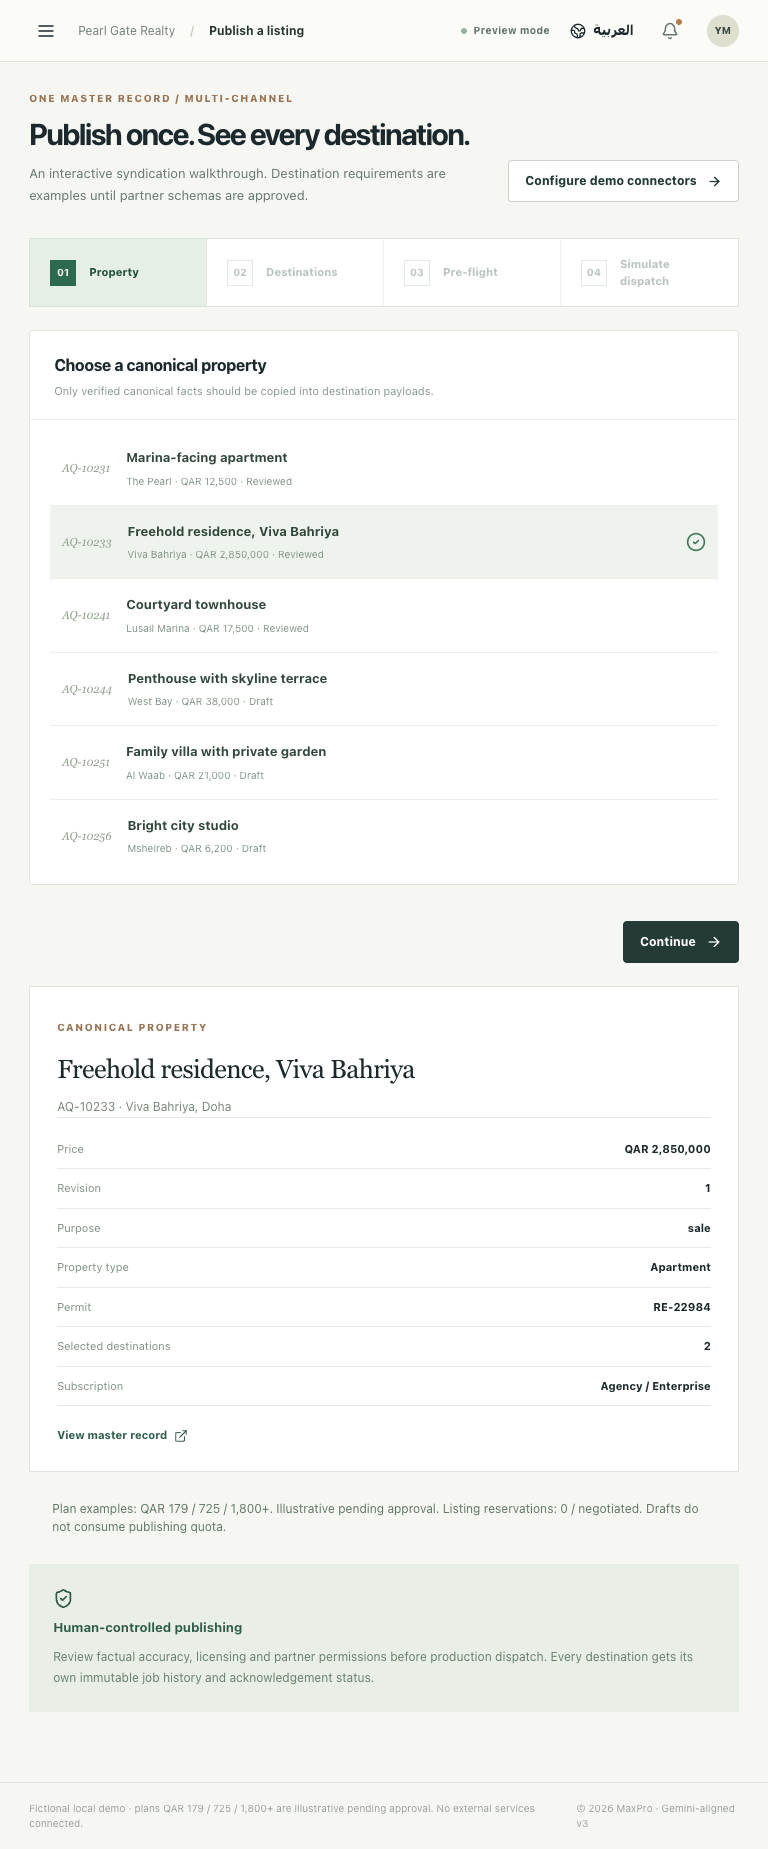 Pearl Gate Realty / Publish a listing
Preview mode
العربية
YM
ONE MASTER RECORD / MULTI-CHANNEL
Publish once. See every destination.
An interactive syndication walkthrough. Destination requirements are
examples until partner schemas are approved.
Configure demo connectors
01 Property
02 Destinations
03 Pre-flight
04 Simulate
dispatch
Choose a canonical property
Only verified canonical facts should be copied into destination payloads.
AQ-10231
Marina-facing apartment
The Pearl · QAR 12,500 · Reviewed
AQ-10233
Freehold residence, Viva Bahriya
Viva Bahriya · QAR 2,850,000 · Reviewed
AQ-10241
Courtyard townhouse
Lusail Marina · QAR 17,500 · Reviewed
AQ-10244
Penthouse with skyline terrace
West Bay · QAR 38,000 · Draft
AQ-10251
Family villa with private garden
Al Waab · QAR 21,000 · Draft
AQ-10256
Bright city studio
Msheireb · QAR 6,200 · Draft
Continue
CANONICAL PROPERTY
Freehold residence, Viva Bahriya
AQ-10233 · Viva Bahriya, Doha
Price QAR 2,850,000
Revision 1
Purpose sale
Property type Apartment
Permit RE-22984
Selected destinations 2
Subscription Agency / Enterprise
View master record
Plan examples: QAR 179 / 725 / 1,800+. Illustrative pending approval. Listing reservations: 0 / negotiated. Drafts do
not consume publishing quota.
Human-controlled publishing
Review factual accuracy, licensing and partner permissions before production dispatch. Every destination gets its
own immutable job history and acknowledgement status.
Fictional local demo · plans QAR 179 / 725 / 1,800+ are illustrative pending approval. No external services
connected.
© 2026 MaxPro · Gemini-aligned
v3